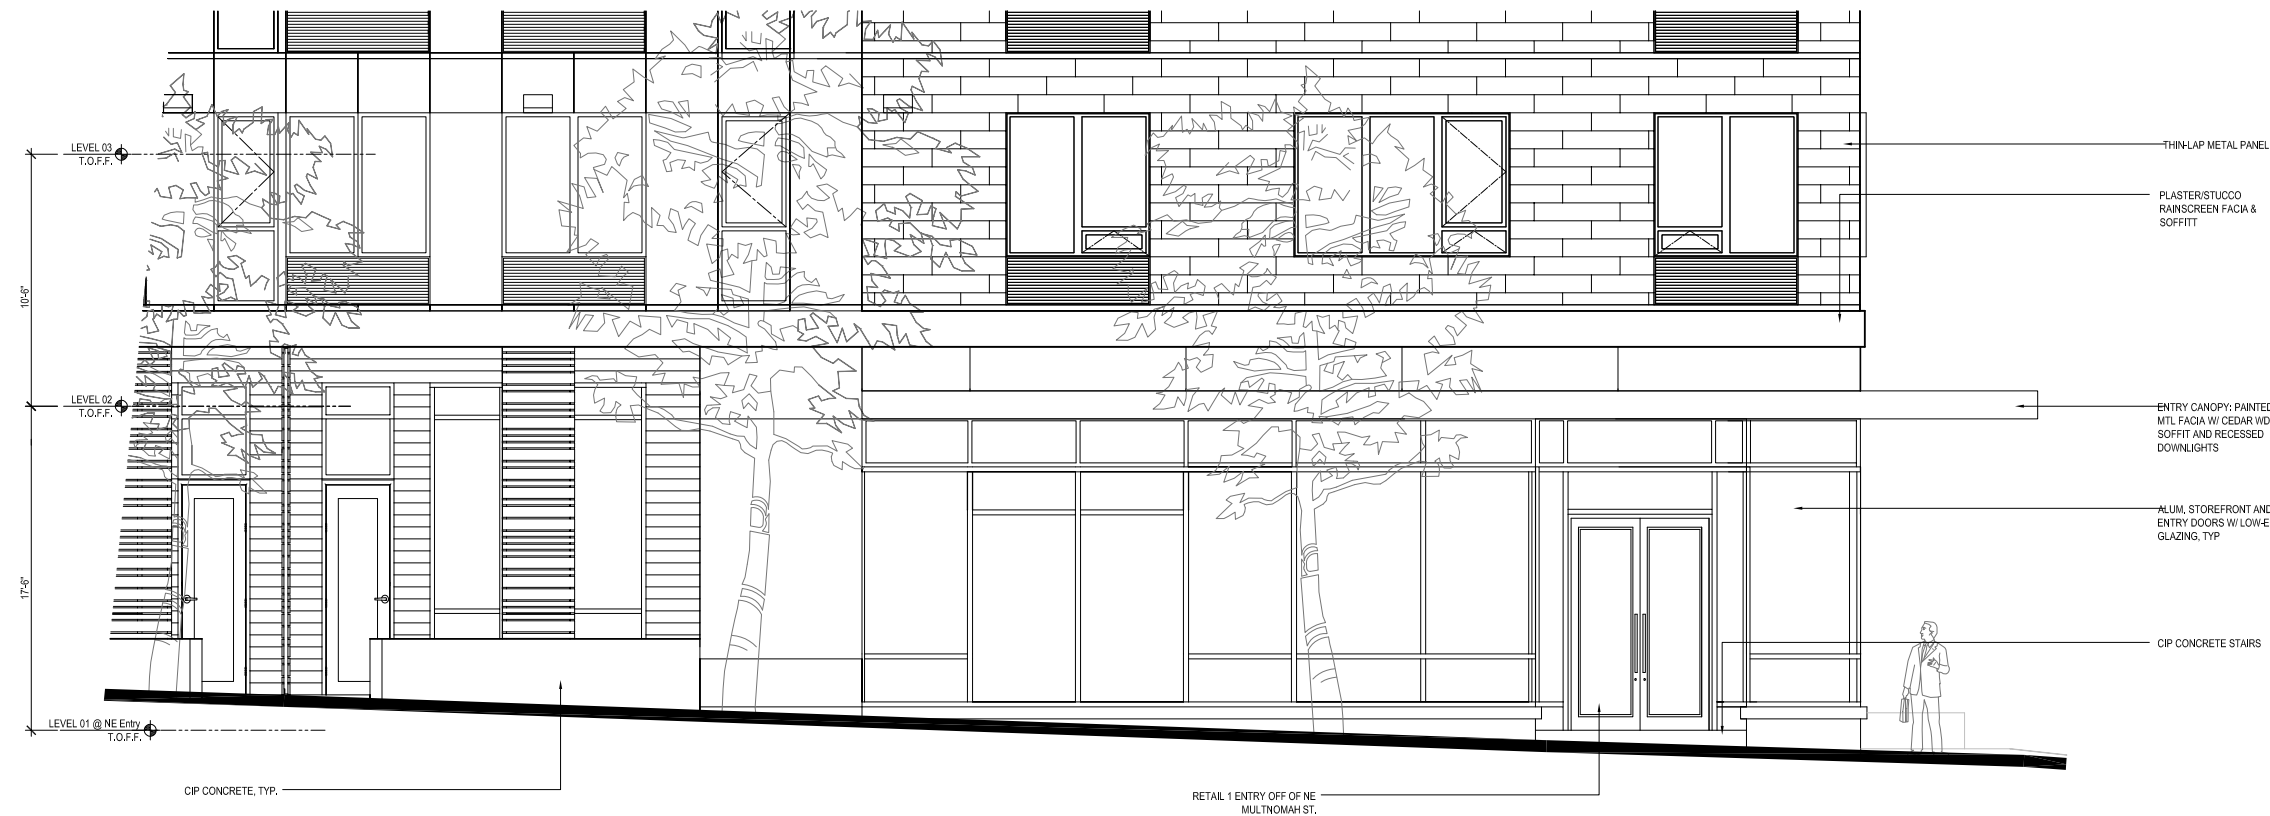 LEVEL 03
T.O.F.F.
10'-6"
LEVEL 02
T.O.F.F.
17'-6"
LEVEL 01 @ NE Entry
T.O.F.F.
CIP CONCRETE, TYP.
RETAIL 1 ENTRY OFF OF NE
MULTNOMAH ST.
THIN-LAP METAL PANEL
PLASTER/STUCCO
RAINSCREEN FACIA &
SOFFITT
ENTRY CANOPY: PAINTED
MTL FACIA W/ CEDAR WD
SOFFIT AND RECESSED
DOWNLIGHTS
ALUM, STOREFRONT AND
ENTRY DOORS W/ LOW-E
GLAZING, TYP
CIP CONCRETE STAIRS